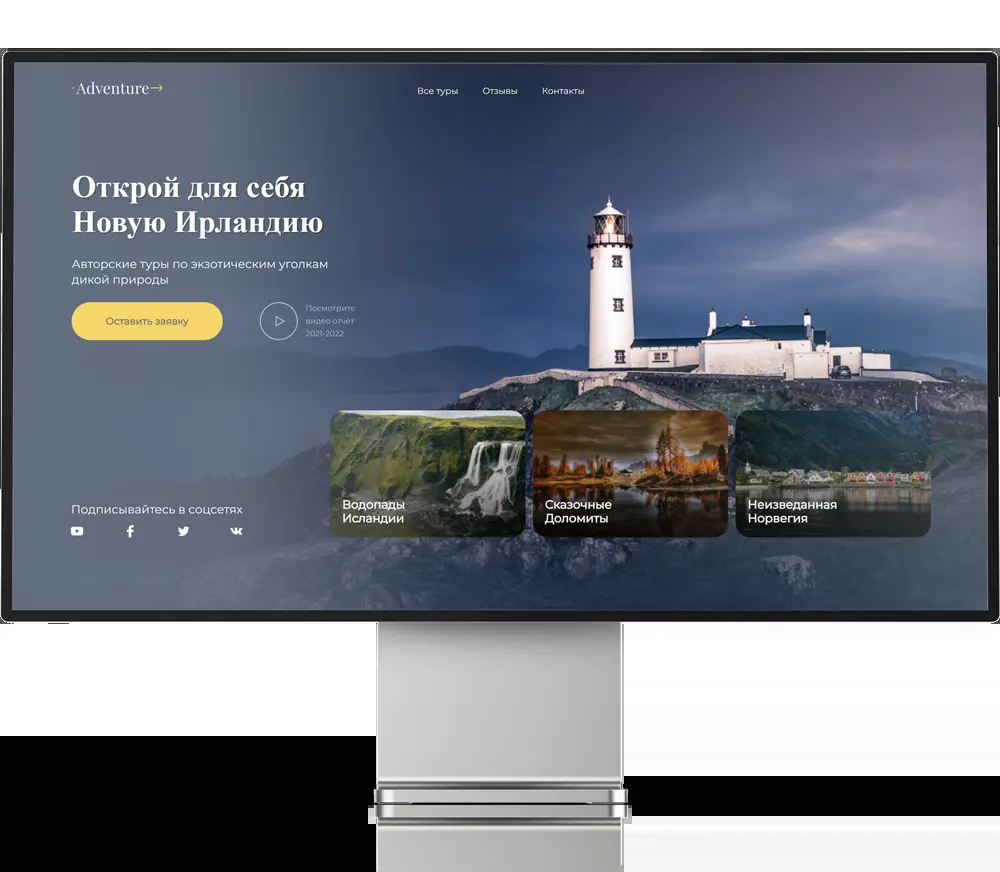 ·Adventure→
Все туры
Отзывы
Контакты
Открой для себя
Новую Ирландию
Авторские туры по экзотическим уголкам
дикой природы
Оставить заявку
Посмотрите
видео отчёт
2021-2022
Водопады
Исландии
Сказочные
Доломиты
Неизведанная
Норвегия
Подписывайтесь в соцсетях